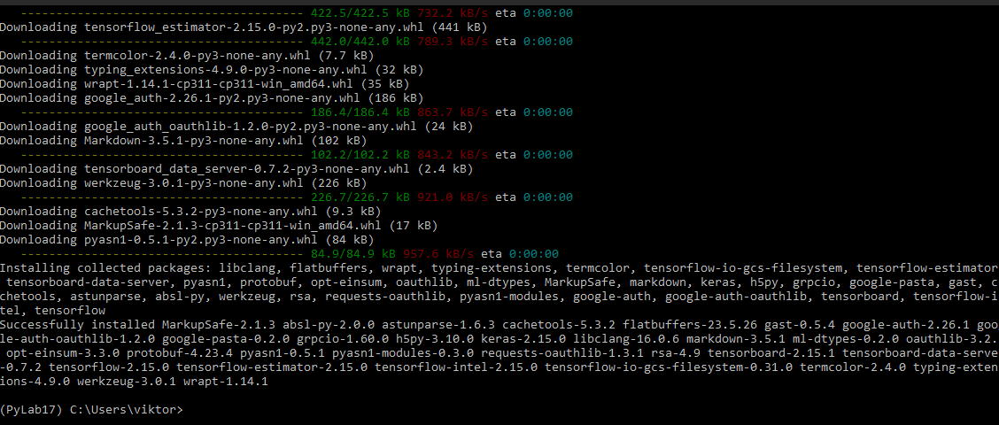 ---------------------------------------- 422.5/422.5 kB 732.2 kB/s eta 0:00:00
Downloading tensorflow_estimator-2.15.0-py2.py3-none-any.whl (441 kB)
---------------------------------------- 442.0/442.0 kB 789.3 kB/s eta 0:00:00
Downloading termcolor-2.4.0-py3-none-any.whl (7.7 kB)
Downloading typing_extensions-4.9.0-py3-none-any.whl (32 kB)
Downloading wrapt-1.14.1-cp311-cp311-win_amd64.whl (35 kB)
Downloading google_auth-2.26.1-py2.py3-none-any.whl (186 kB)
---------------------------------------- 186.4/186.4 kB 863.7 kB/s eta 0:00:00
Downloading google_auth_oauthlib-1.2.0-py2.py3-none-any.whl (24 kB)
Downloading Markdown-3.5.1-py3-none-any.whl (102 kB)
---------------------------------------- 102.2/102.2 kB 843.2 kB/s eta 0:00:00
Downloading tensorboard_data_server-0.7.2-py3-none-any.whl (2.4 kB)
Downloading werkzeug-3.0.1-py3-none-any.whl (226 kB)
---------------------------------------- 226.7/226.7 kB 921.0 kB/s eta 0:00:00
Downloading cachetools-5.3.2-py3-none-any.whl (9.3 kB)
Downloading MarkupSafe-2.1.3-cp311-cp311-win_amd64.whl (17 kB)
Downloading pyasn1-0.5.1-py2.py3-none-any.whl (84 kB)
---------------------------------------- 84.9/84.9 kB 957.6 kB/s eta 0:00:00
Installing collected packages: libclang, flatbuffers, wrapt, typing-extensions, termcolor, tensorflow-io-gcs-filesystem, tensorflow-estimator
tensorboard-data-server, pyasn1, protobuf, opt-einsum, oauthlib, ml-dtypes, MarkupSafe, markdown, keras, h5py, grpcio, google-pasta, gast, c
chetools, astunparse, absl-py, werkzeug, rsa, requests-oauthlib, pyasn1-modules, google-auth, google-auth-oauthlib, tensorboard, tensorflow-i
tel, tensorflow
Successfully installed MarkupSafe-2.1.3 absl-py-2.0.0 astunparse-1.6.3 cachetools-5.3.2 flatbuffers-23.5.26 gast-0.5.4 google-auth-2.26.1 goo
le-auth-oauthlib-1.2.0 google-pasta-0.2.0 grpcio-1.60.0 h5py-3.10.0 keras-2.15.0 libclang-16.0.6 markdown-3.5.1 ml-dtypes-0.2.0 oauthlib-3.2.
opt-einsum-3.3.0 protobuf-4.23.4 pyasn1-0.5.1 pyasn1-modules-0.3.0 requests-oauthlib-1.3.1 rsa-4.9 tensorboard-2.15.1 tensorboard-data-serve
-0.7.2 tensorflow-2.15.0 tensorflow-estimator-2.15.0 tensorflow-intel-2.15.0 tensorflow-io-gcs-filesystem-0.31.0 termcolor-2.4.0 typing-exten
ions-4.9.0 werkzeug-3.0.1 wrapt-1.14.1
(PyLab17) C:\Users\viktor>